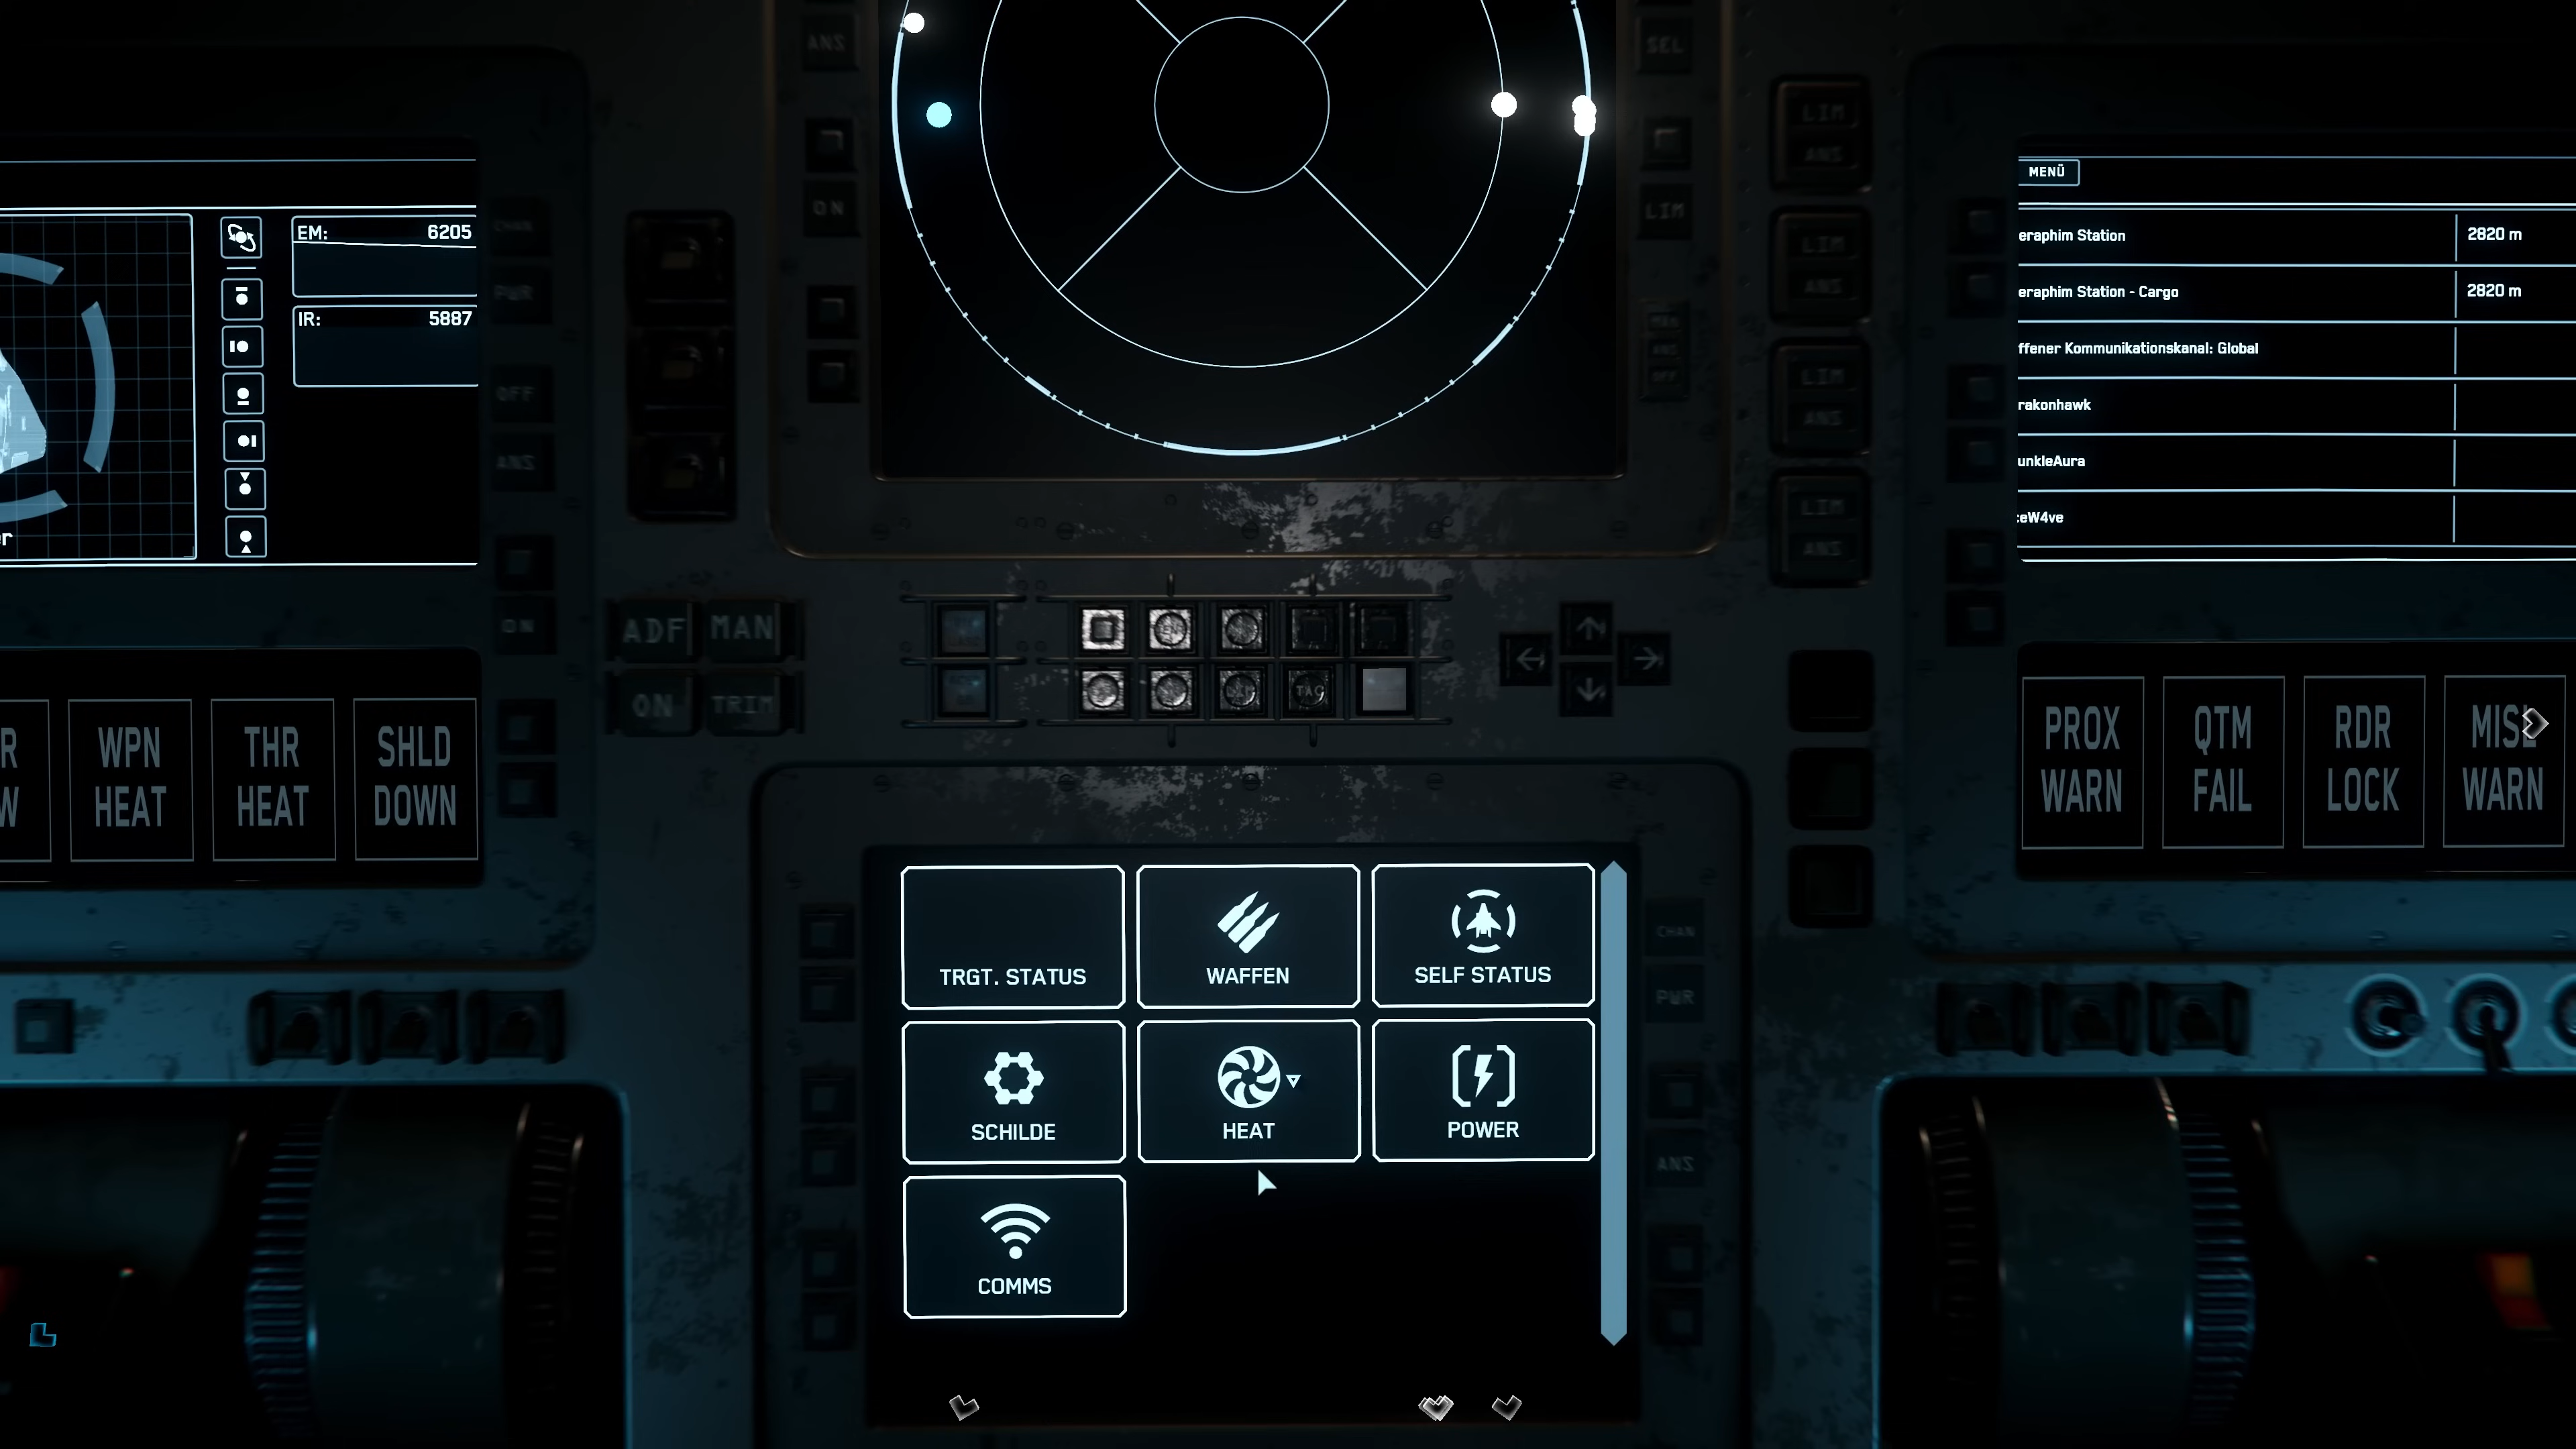 ANS
SEL
ON
LIM
LIM
ANS
LIM
ANS
LIM
ANS
LIM
ANS
EM: 6205
IR: 5887
PWR
OFF
ANS
ON
MENÜ
eraphim Station 2820 m
eraphim Station - Cargo 2820 m
ffener Kommunikationskanal: Global
rakonhawk
unkleAura
eW4ve
ADF MAN
ON TRIM
TAG
R
W
WPN
HEAT
THR
HEAT
SHLD
DOWN
PROX
WARN
QTM
FAIL
RDR
LOCK
MISL
WARN
TRGT. STATUS
WAFFEN
SELF STATUS
SCHILDE
HEAT
POWER
COMMS
CHAN
PWR
ANS